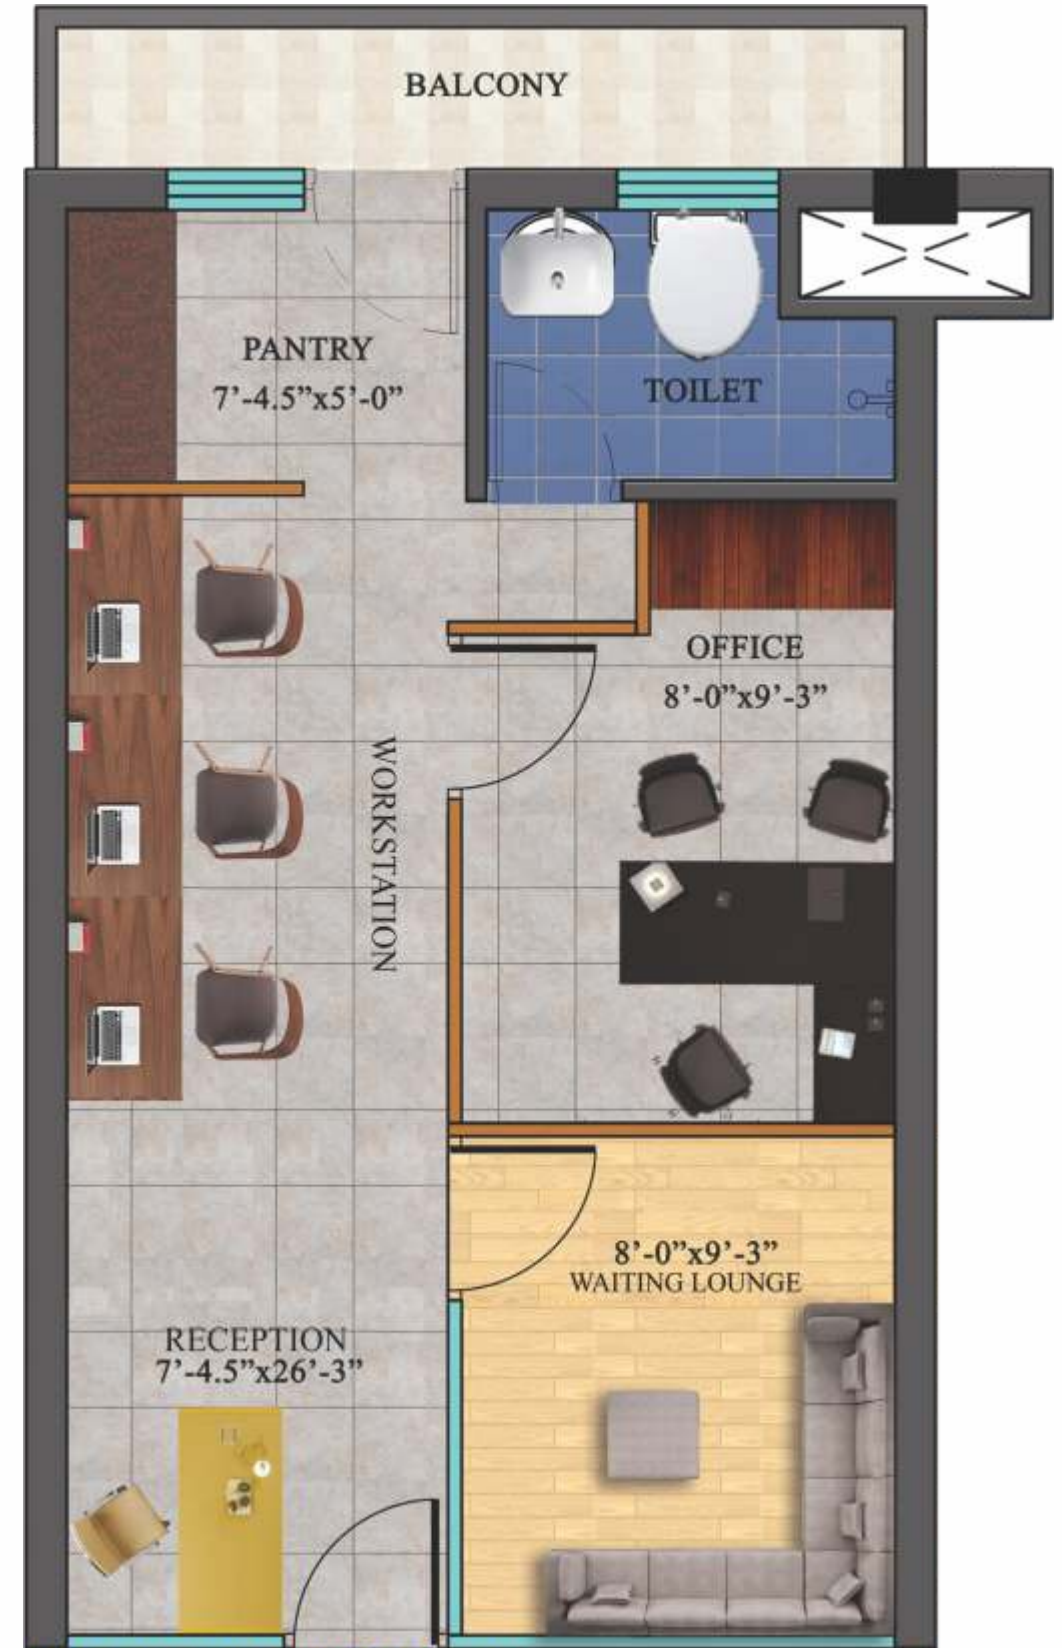 BALCONY
PANTRY
7’-4.5”x5’-0”
TOILET
OFFICE
8’-0”x9’-3”
WORKSTATION
8’-0”x9’-3”
WAITING LOUNGE
RECEPTION
7’-4.5”x26’-3”